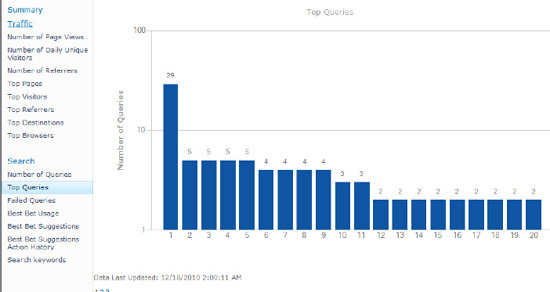 Summary
Traffic
Number of Page Views
Number of Daily Unique
Visitors
Number of Referrers
Top Pages
Top Visitors
Top Referrers
Top Destinations
Top Browsers
Search
Number of Queries
Top Queries
Failed Queries
Best Bet Usage
Best Bet Suggestions
Best Bet Suggestions
Action History
Search keywords
Top Queries
Number of Queries
100
10
1
29 5 5 5 5 4 4 4 4 3 3 2 2 2 2 2 2 2 2 2
1 2 3 4 5 6 7 8 9 10 11 12 13 14 15 16 17 18 19 20
Data Last Updated: 12/18/2010 2:00:11 AM